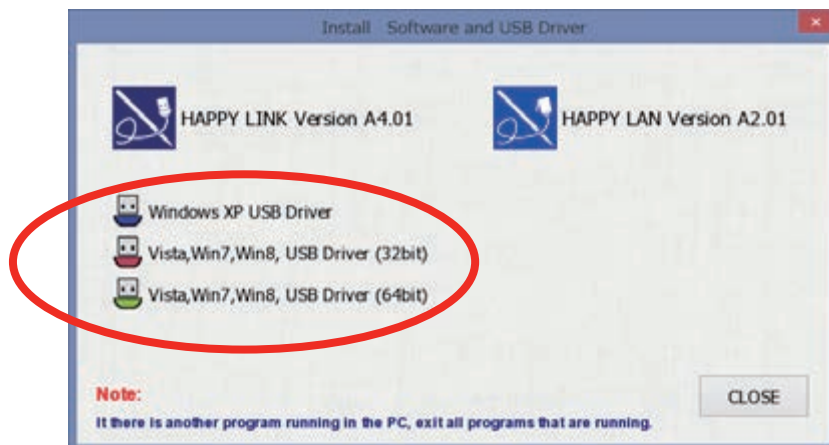 Install Software and USB Driver
HAPPY LINK Version A4.01
HAPPY LAN Version A2.01
Windows XP USB Driver
Vista,Win7,Win8, USB Driver (32bit)
Vista,Win7,Win8, USB Driver (64bit)
Note:
CLOSE
It there is another program running in the PC, exit all programs that are running.